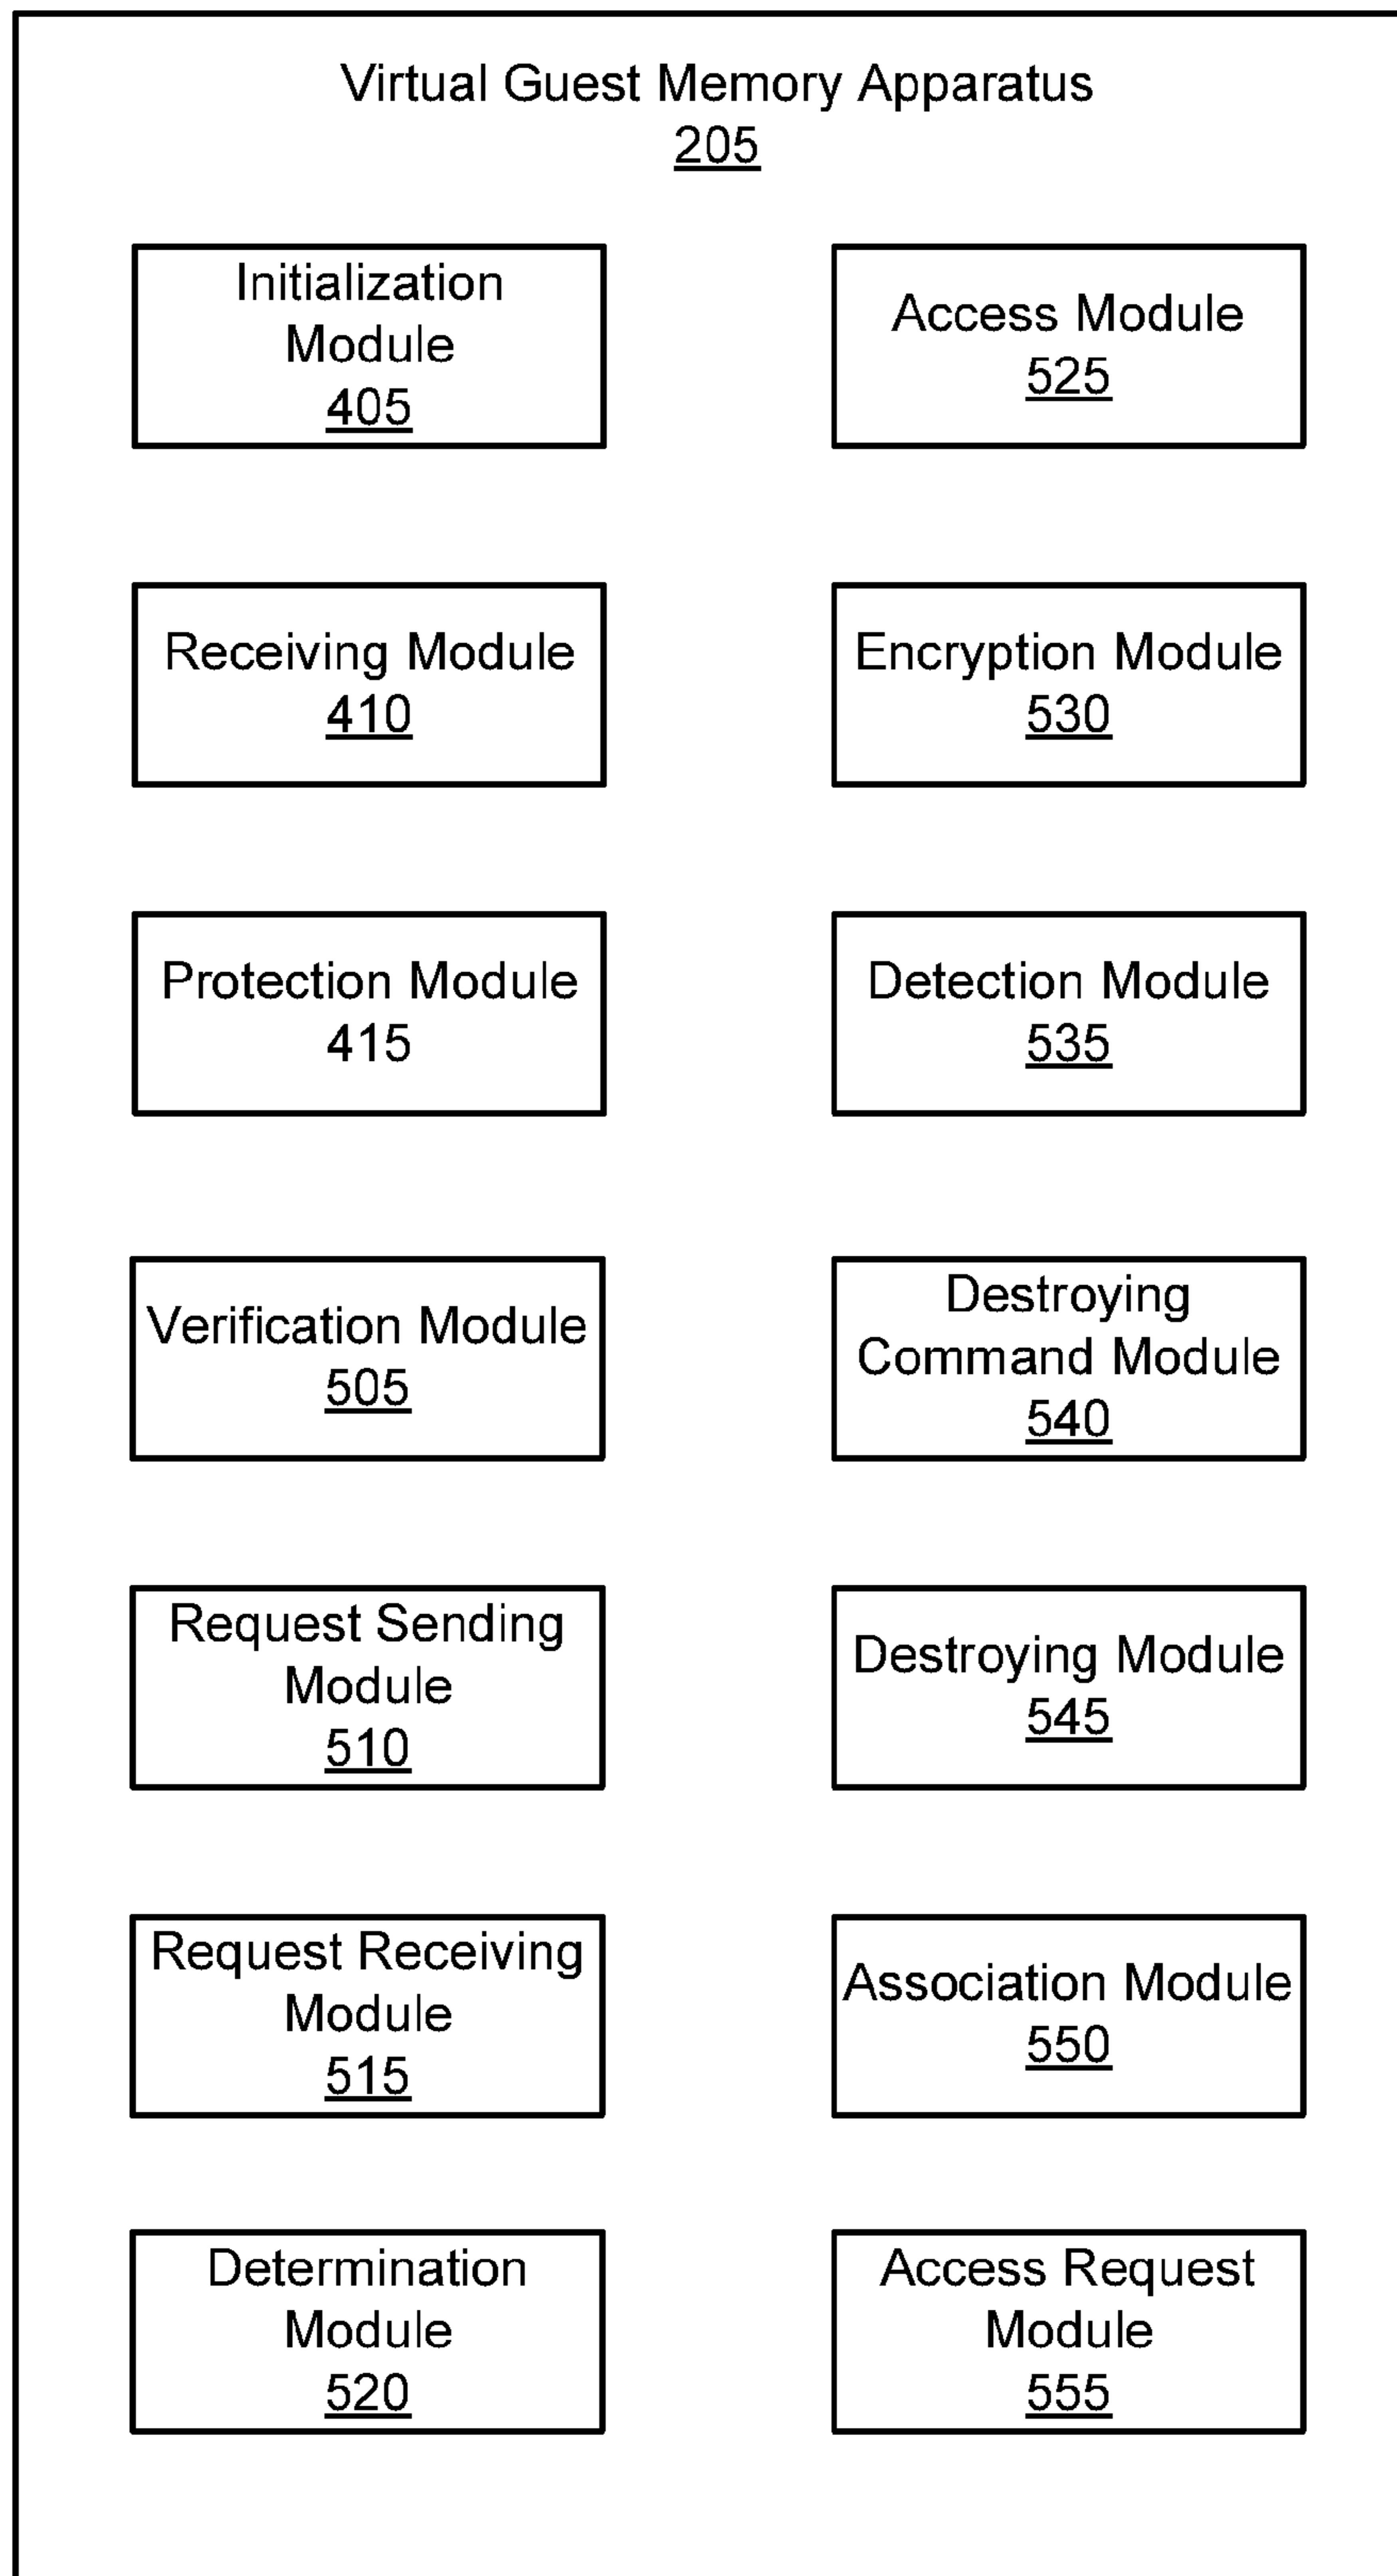 Virtual Guest Memory Apparatus
205
Initialization
Module
405
Receiving Module
410
Protection Module
415
Verification Module
505
Request Sending
Module
510
Request Receiving
Module
515
Determination
Module
520
Access Module
525
Encryption Module
530
Detection Module
535
Destroying
Command Module
540
Destroying Module
545
Association Module
550
Access Request
Module
555